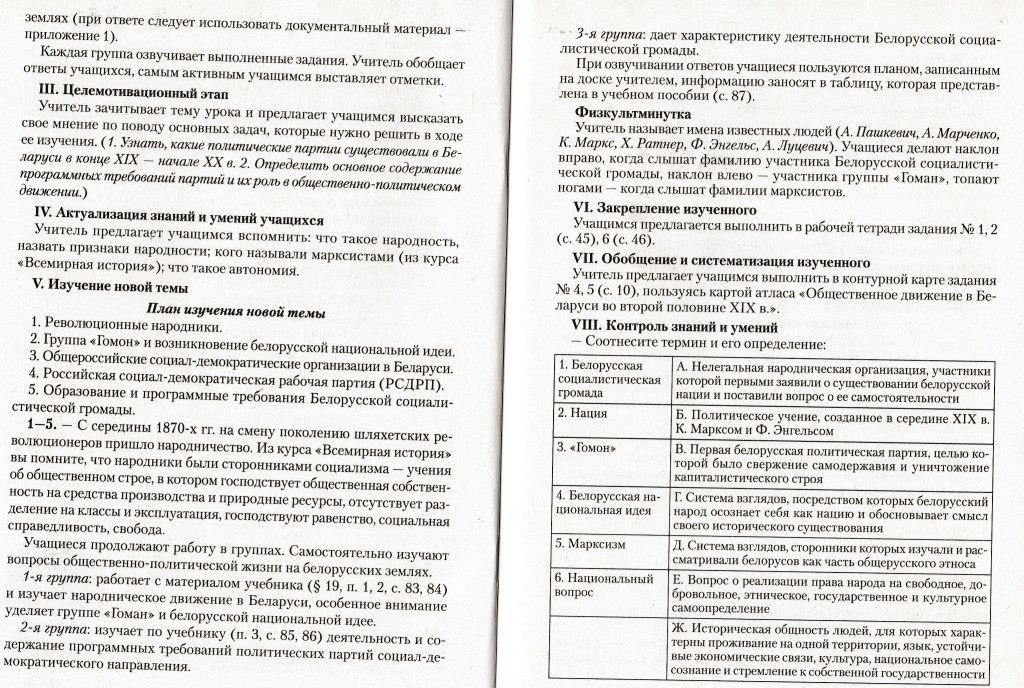 землях (при ответе следует использовать документальный материал —
приложение 1).
Каждая группа озвучивает выполненные задания. Учитель обобщает
ответы учащихся, самым активным учащимся выставляет отметки.
III. Целемотивационный этап
Учитель зачитывает тему урока и предлагает учащимся высказать
свое мнение по поводу основных задач, которые нужно решить в ходе
ее изучения. (1. Узнать, какие политические партии существовали в Бе-
ларуси в конце XIX — начале XX в. 2. Определить основное содержание
программных требований партий и их роль в общественно-политическом
движении.)
IV. Актуализация знаний и умений учащихся
Учитель предлагает учащимся вспомнить: что такое народность,
назвать признаки народности; кого называли марксистами (из курса
«Всемирная история»); что такое автономия.
V. Изучение новой темы
План изучения новой темы
1. Революционные народники.
2. Группа «Гомон» и возникновение белорусской национальной идеи.
3. Общероссийские социал-демократические организации в Беларуси.
4. Российская социал-демократическая рабочая партия (РСДРП).
5. Образование и программные требования Белорусской социали-
стической громады.
1—5. — С середины 1870-х гг. на смену поколению шляхетских ре-
волюционеров пришло народничество. Из курса «Всемирная история»
вы помните, что народники были сторонниками социализма — учения
об общественном строе, в котором господствует общественная собствен-
ность на средства производства и природные ресурсы, отсутствует раз-
деление на классы и эксплуатация, господствуют равенство, социальная
справедливость, свобода.
Учащиеся продолжают работу в группах. Самостоятельно изучают
вопросы общественно-политической жизни на белорусских землях.
1-я группа: работает с материалом учебника (§ 19, п. 1, 2, с. 83, 84)
и изучает народническое движение в Беларуси, особенное внимание
уделяет группе «Гоман» и белорусской национальной идее.
2-я группа: изучает по учебнику (п. 3, с. 85, 86) деятельность и со-
держание программных требований политических партий социал-де-
мократического направления.
3-я группа: дает характеристику деятельности Белорусской социа-
листической громады.
При озвучивании ответов учащиеся пользуются планом, записанным
на доске учителем, информацию заносят в таблицу, которая представ-
лена в учебном пособии (с. 87).
Физкультминутка
Учитель называет имена известных людей (А. Пашкевич, А. Марченко,
К. Маркс, Х. Ратнер, Ф. Энгельс, А. Луцевич). Учащиеся делают наклон
вправо, когда слышат фамилию участника Белорусской социалисти-
ческой громады, наклон влево — участника группы «Гоман», топают
ногами — когда слышат фамилии марксистов.
VI. Закрепление изученного
Учащимся предлагается выполнить в рабочей тетради задания № 1, 2
(с. 45), 6 (с. 46).
VII. Обобщение и систематизация изученного
Учитель предлагает учащимся выполнить в контурной карте задания
№ 4, 5 (с. 10), пользуясь картой атласа «Общественное движение в Бе-
ларуси во второй половине XIX в.».
VIII. Контроль знаний и умений
— Соотнесите термин и его определение:
1. Белорусская
социалистическая
громада
А. Нелегальная народническая организация, участники
которой первыми заявили о существовании белорусской
нации и поставили вопрос о ее самостоятельности
2. Нация
Б. Политическое учение, созданное в середине XIX в.
К. Марксом и Ф. Энгельсом
3. «Гомон»
В. Первая белорусская политическая партия, целью ко-
торой было свержение самодержавия и уничтожение
капиталистического строя
4. Белорусская на-
циональная идея
Г. Система взглядов, посредством которых белорусский
народ осознает себя как нацию и обосновывает смысл
своего исторического существования
5. Марксизм
Д. Система взглядов, сторонники которых изучали и рас-
сматривали белорусов как часть общерусского этноса
6. Национальный
вопрос
Е. Вопрос о реализации права народа на свободное, до-
бровольное, этническое, государственное и культурное
самоопределение
Ж. Историческая общность людей, для которых харак-
терны проживание на одной территории, язык, устойчи-
вые экономические связи, культура, национальное само-
сознание и стремление к собственной государственности